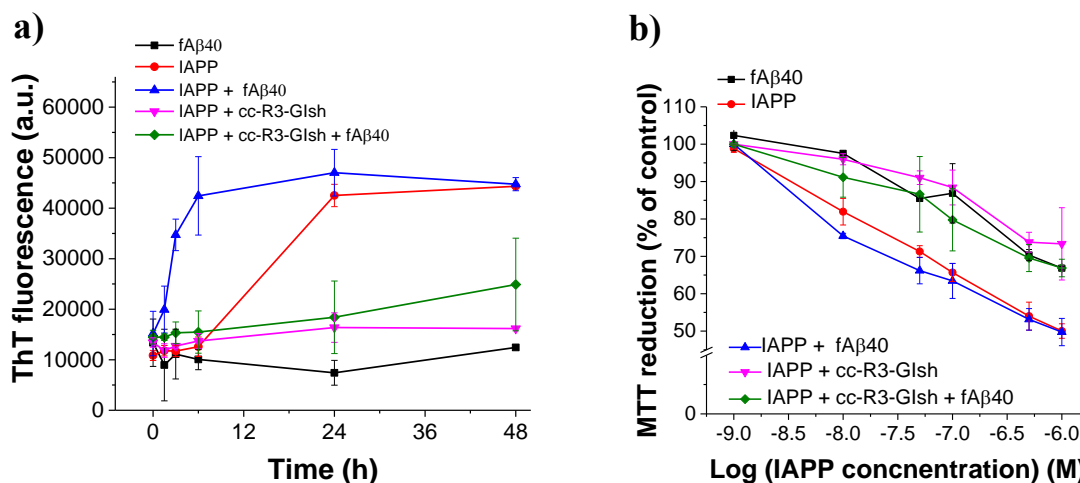 a)
fAβ40
IAPP
IAPP + fAβ40
IAPP + cc-R3-GIsh
IAPP + cc-R3-GIsh + fAβ40
ThT fluorescence (a.u.)
60000
50000
40000
30000
20000
10000
0
0
12
24
36
48
Time (h)
b)
fAβ40
IAPP
MTT reduction (% of control)
110
100
90
80
70
60
50
0
IAPP + fAβ40
IAPP + cc-R3-GIsh
IAPP + cc-R3-GIsh + fAβ40
-9.0
-8.5
-8.0
-7.5
-7.0
-6.5
-6.0
Log (IAPP concnentration) (M)